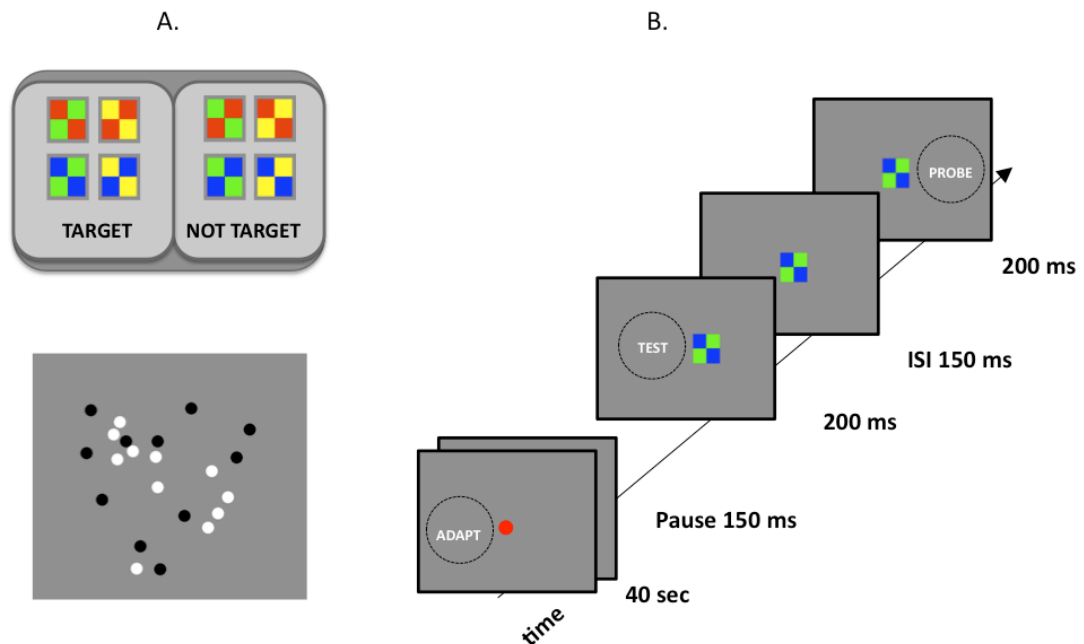 A.
B.
TARGET
NOT TARGET
PROBE
200 ms
TEST
ISI 150 ms
200 ms
ADAPT
Pause 150 ms
40 sec
time